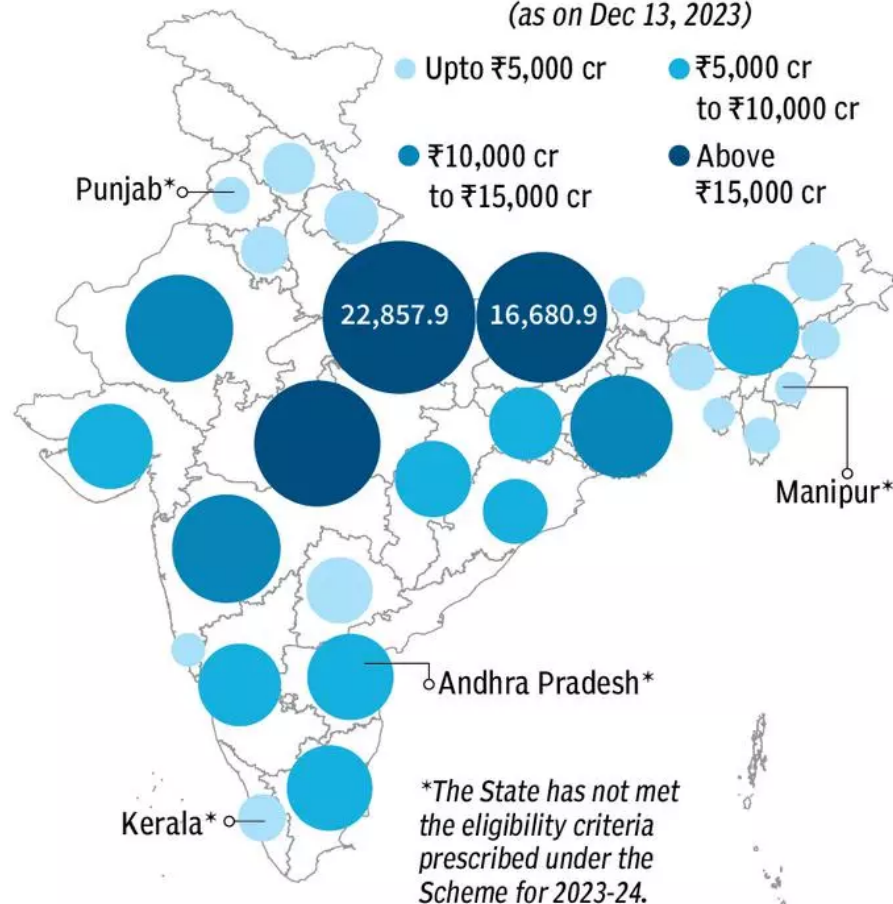 (as on Dec 13, 2023)
Upto ₹5,000 cr
₹5,000 cr
to ₹10,000 cr
₹10,000 cr
to ₹15,000 cr
Above
₹15,000 cr
Punjab*
22,857.9
16,680.9
Manipur*
Andhra Pradesh*
Kerala*
*The State has not met
the eligibility criteria
prescribed under the
Scheme for 2023-24.